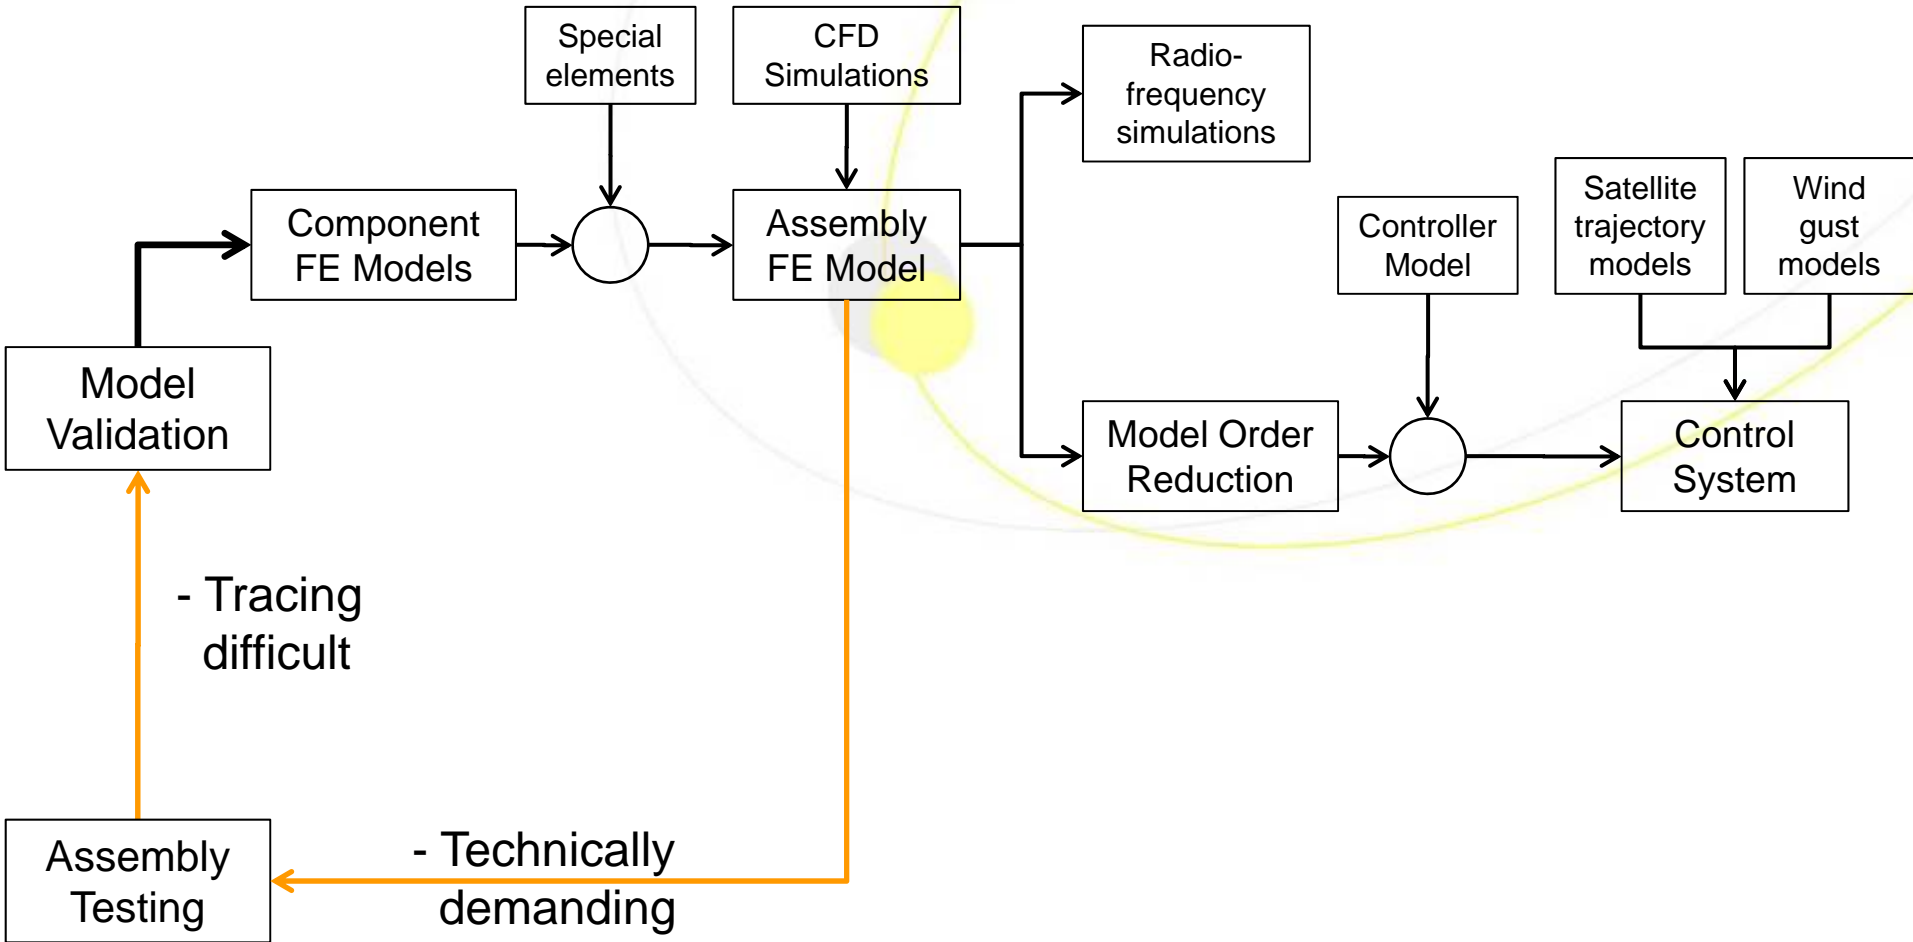 Special
elements
CFD
Simulations
Radio-
frequency
simulations
Component
FE Models
Assembly
FE Model
Controller
Model
Satellite
trajectory
models
Wind
gust
models
Model
Validation
Model Order
Reduction
Control
System
- Tracing
difficult
Assembly
Testing
- Technically
demanding